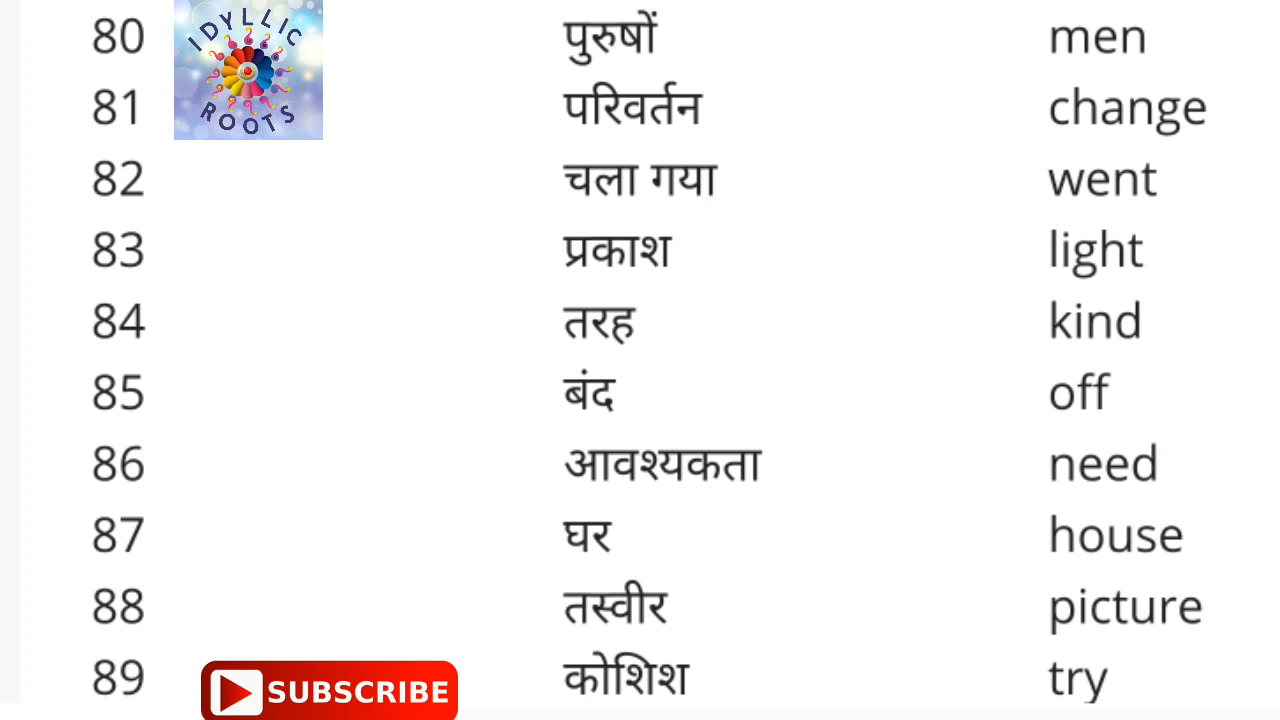 80 पुरुषों men
IDYLLIC
ROOTS
81 परिवर्तन change
82 चला गया went
83 प्रकाश light
84 तरह kind
85 बंद off
86 आवश्यकता need
87 घर house
88 तस्वीर picture
89 कोशिश try
SUBSCRIBE